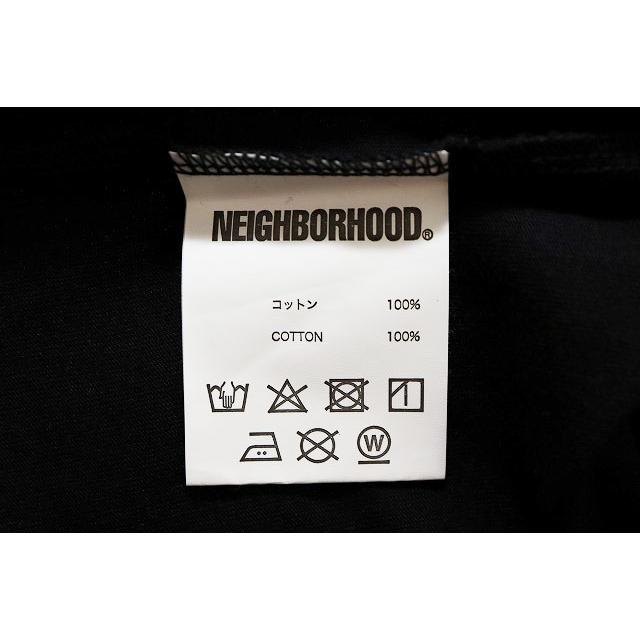 NEIGHBORHOOD®
コットン 100%
COTTON 100%
W